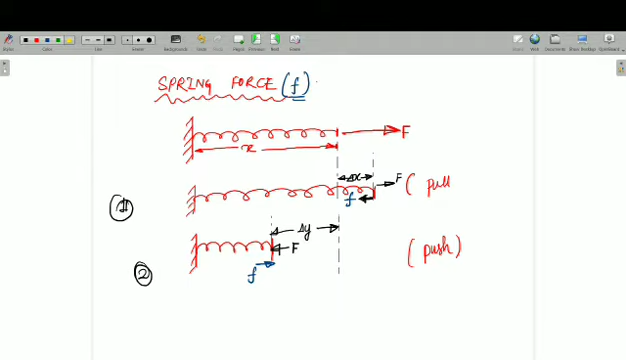 SPRING FORCE (f)
F
x
Δx
F
( pull
f
①
Δy
F
( push )
②
f